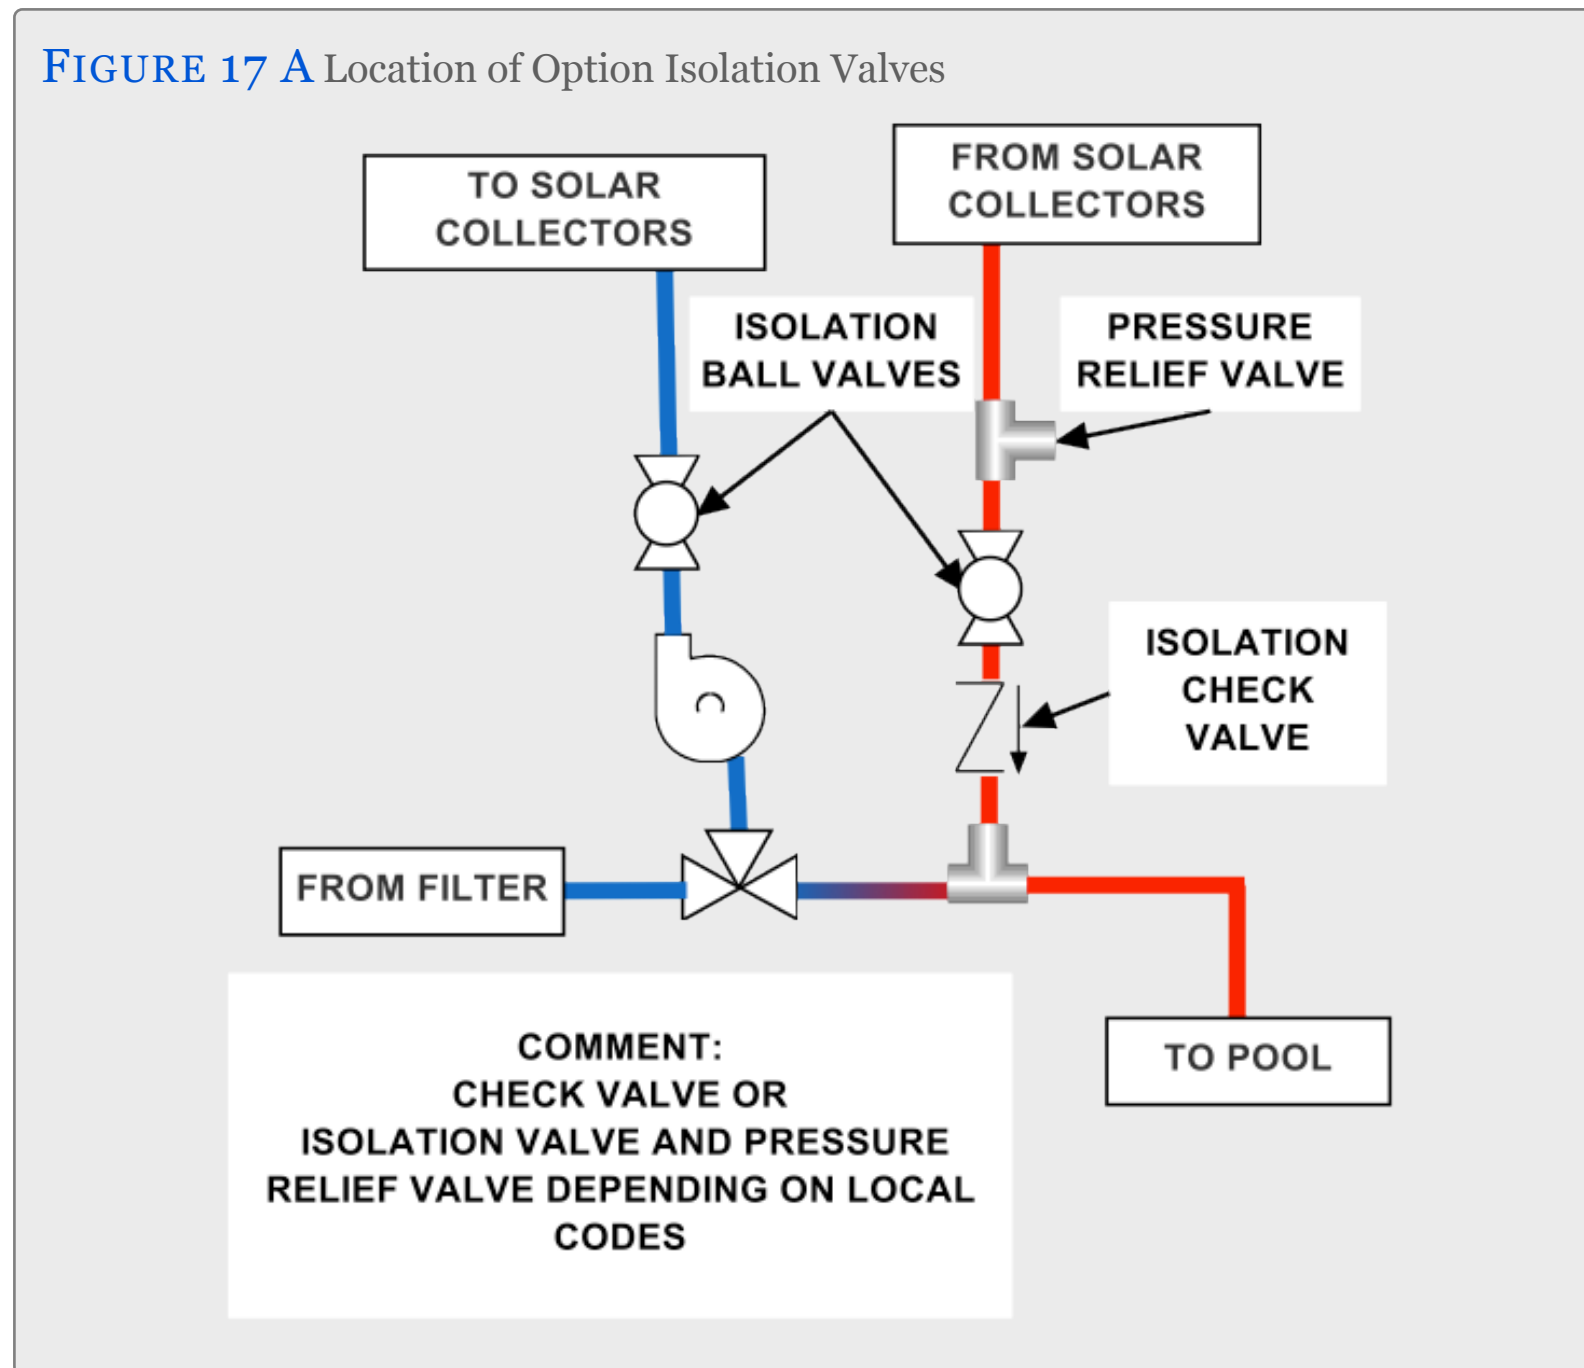 FIGURE 17 A Location of Option Isolation Valves
TO SOLAR
COLLECTORS
FROM SOLAR
COLLECTORS
ISOLATION
BALL VALVES
PRESSURE
RELIEF VALVE
ISOLATION
CHECK
VALVE
FROM FILTER
TO POOL
COMMENT:
CHECK VALVE OR
ISOLATION VALVE AND PRESSURE
RELIEF VALVE DEPENDING ON LOCAL
CODES